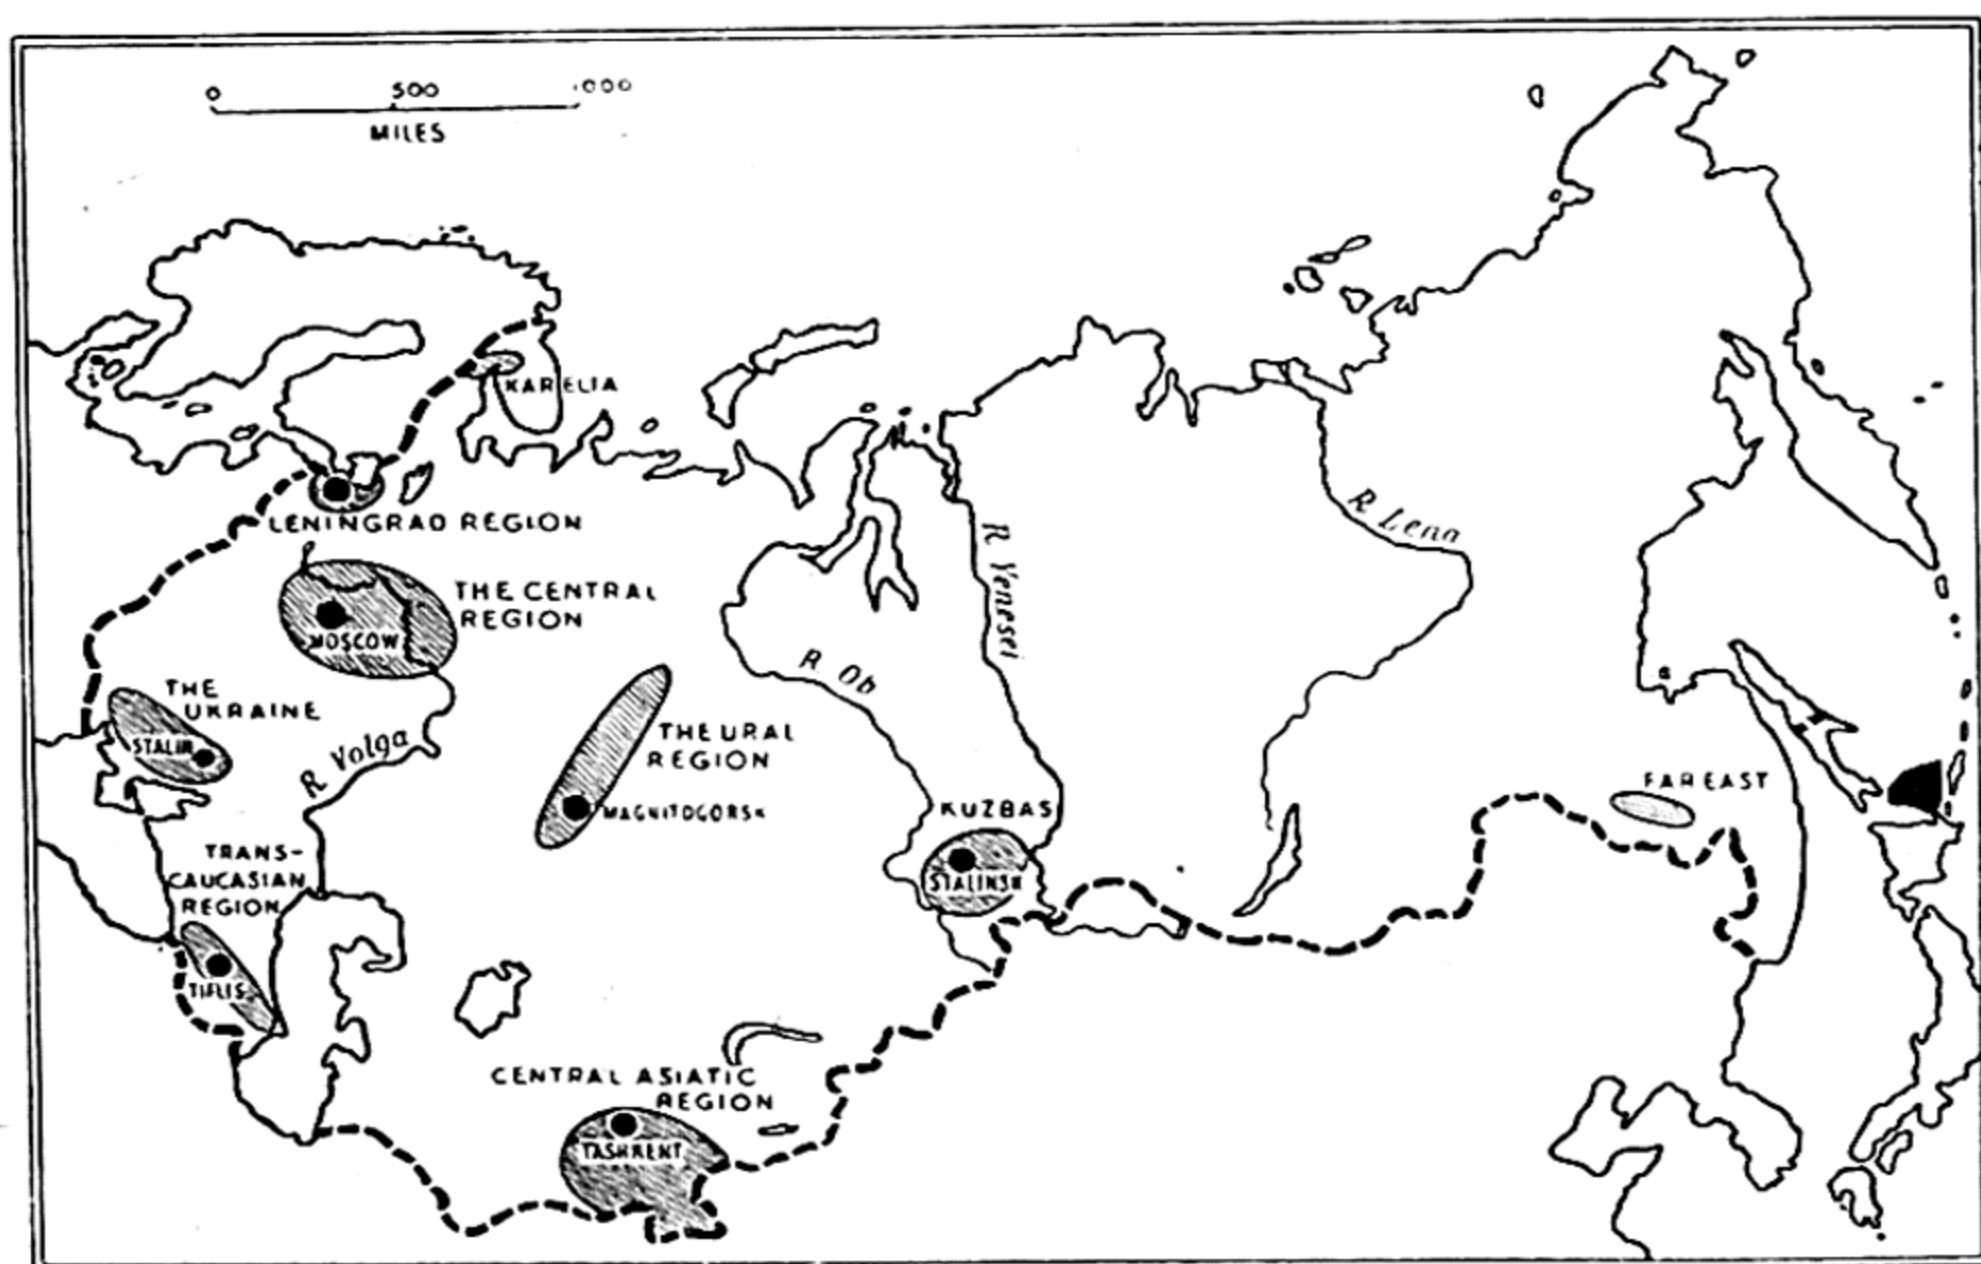 0 500 000
MILES
KARELIA
LENINGRAD REGION
THE CENTRAL
REGION
MOSCOW
R Yenesei
R Lena
R Ob
THE
UKRAINE
STALIN
R Volga
THE URAL
REGION
MAGNITOGORSK
KUZBAS
STALINSK
FAR EAST
TRANS-
CAUCASIAN
REGION
TIFLIS
CENTRAL ASIATIC
REGION
TASHKENT